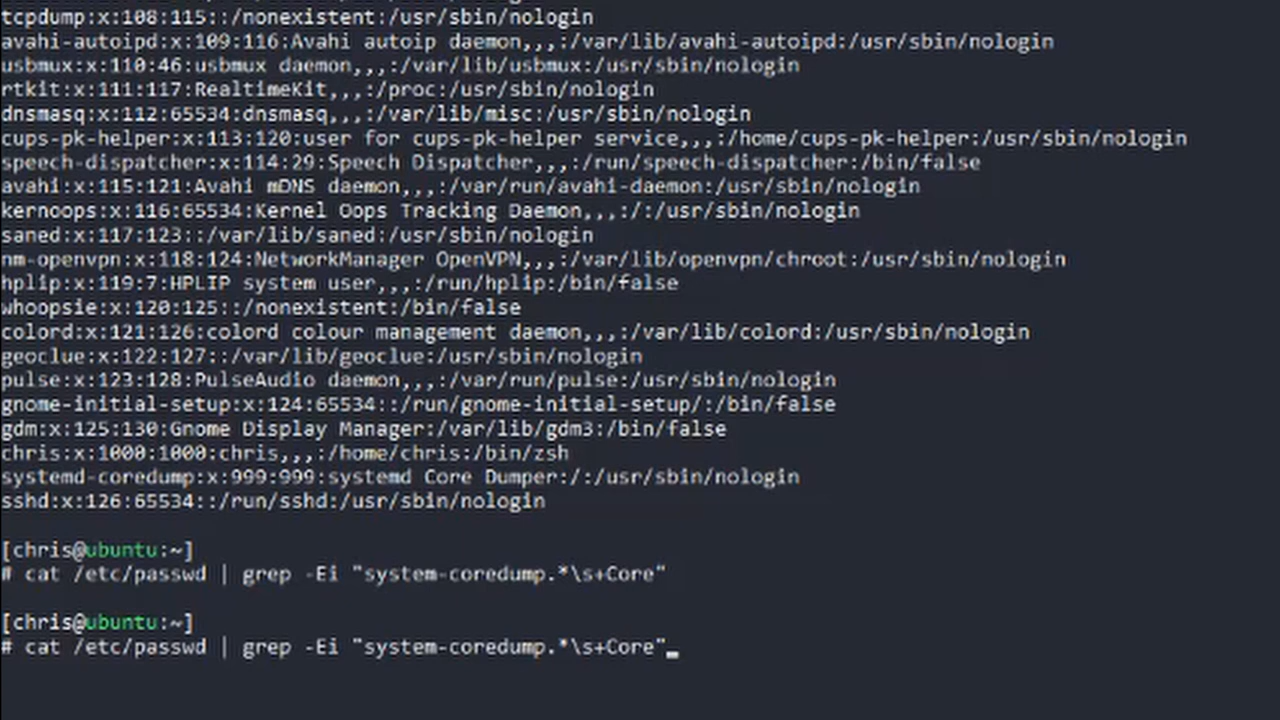 tcpdump:x:108:115::/nonexistent:/usr/sbin/nologin
avahi-autoipd:x:109:116:Avahi autoip daemon,,,:/var/lib/avahi-autoipd:/usr/sbin/nologin
usbmux:x:110:46:usbmux daemon,,,:/var/lib/usbmux:/usr/sbin/nologin
rtkit:x:111:117:RealtimeKit,,,:/proc:/usr/sbin/nologin
dnsmasq:x:112:65534:dnsmasq,,,:/var/lib/misc:/usr/sbin/nologin
cups-pk-helper:x:113:120:user for cups-pk-helper service,,,:/home/cups-pk-helper:/usr/sbin/nologin
speech-dispatcher:x:114:29:Speech Dispatcher,,,:/run/speech-dispatcher:/bin/false
avahi:x:115:121:Avahi mDNS daemon,,,:/var/run/avahi-daemon:/usr/sbin/nologin
kernoops:x:116:65534:Kernel Oops Tracking Daemon,,,:/:/usr/sbin/nologin
saned:x:117:123::/var/lib/saned:/usr/sbin/nologin
nm-openvpn:x:118:124:NetworkManager OpenVPN,,,:/var/lib/openvpn/chroot:/usr/sbin/nologin
hplip:x:119:7:HPLIP system user,,,:/run/hplip:/bin/false
whoopsie:x:120:125::/nonexistent:/bin/false
colord:x:121:126:colord colour management daemon,,,:/var/lib/colord:/usr/sbin/nologin
geoclue:x:122:127::/var/lib/geoclue:/usr/sbin/nologin
pulse:x:123:128:PulseAudio daemon,,,:/var/run/pulse:/usr/sbin/nologin
gnome-initial-setup:x:124:65534::/run/gnome-initial-setup/:/bin/false
gdm:x:125:130:Gnome Display Manager:/var/lib/gdm3:/bin/false
chris:x:1000:1000:chris,,,:/home/chris:/bin/zsh
systemd-coredump:x:999:999:systemd Core Dumper:/:/usr/sbin/nologin
sshd:x:126:65534::/run/sshd:/usr/sbin/nologin
[chris@ubuntu:~]
# cat /etc/passwd | grep -Ei "system-coredump.*\s+Core"
[chris@ubuntu:~]
# cat /etc/passwd | grep -Ei "system-coredump.*\s+Core"